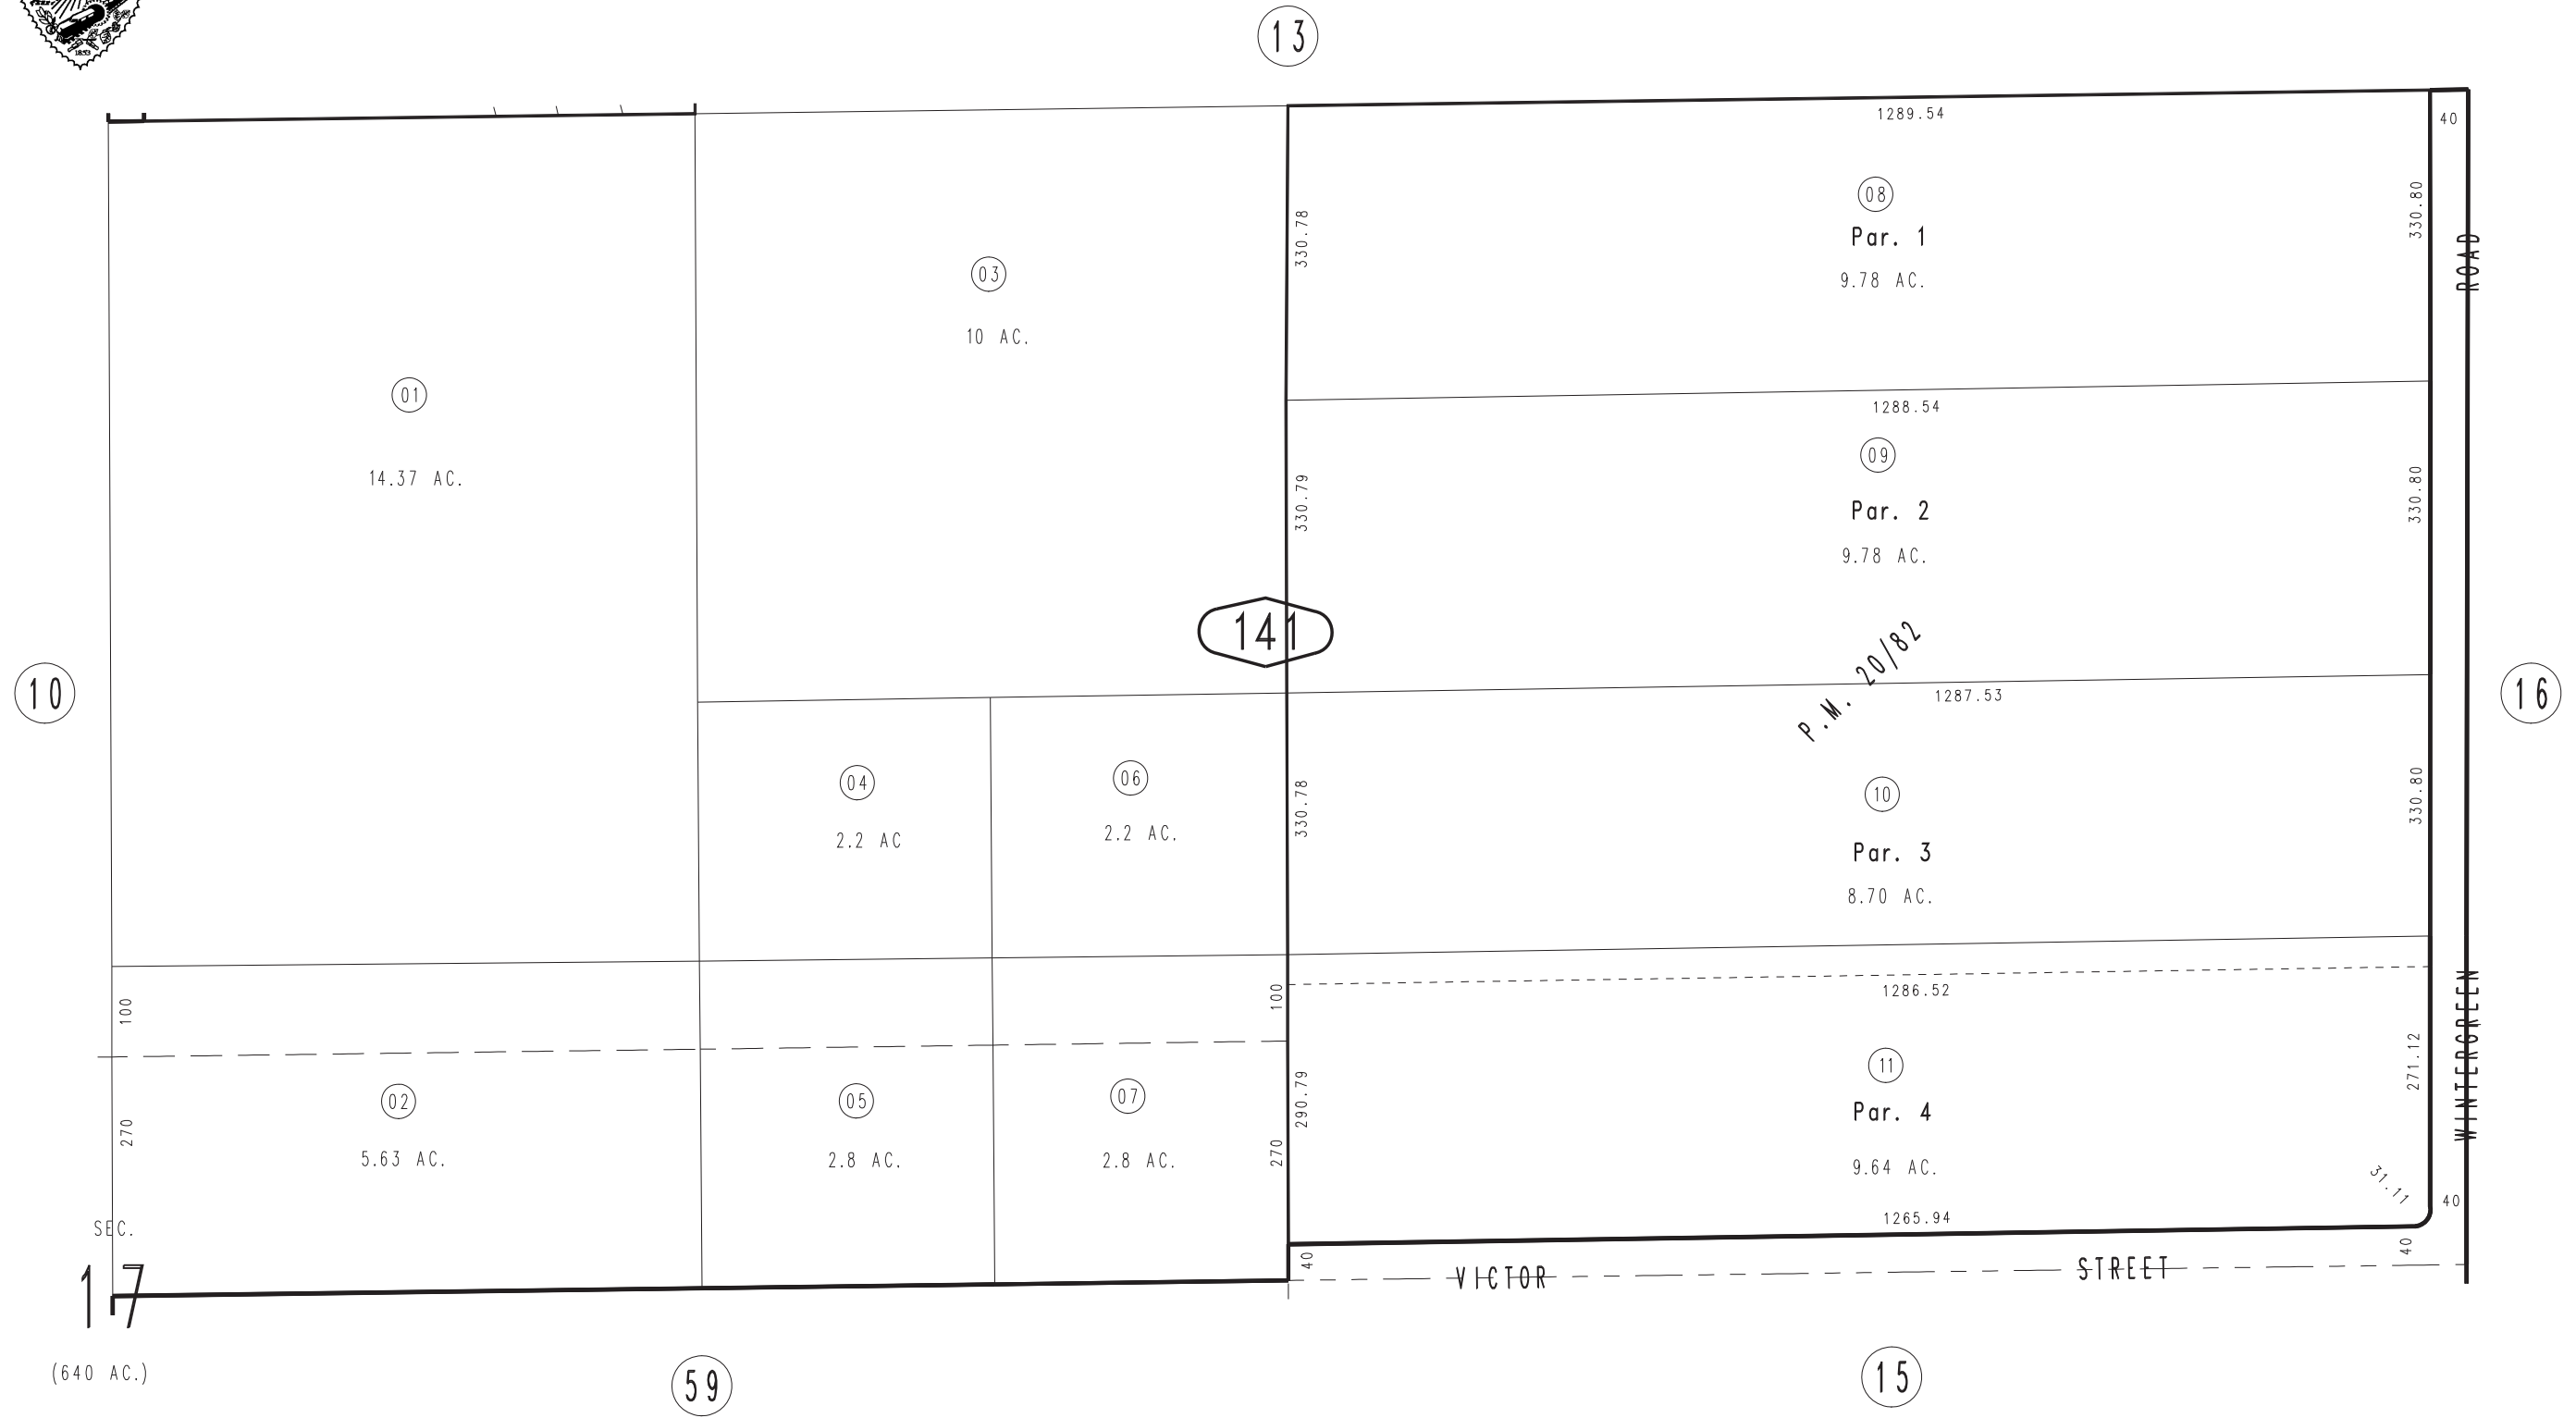 1853
13
1289.54
40
08
330.78
330.80
Par. 1
ROAD
03
9.78 AC.
10 AC.
01
1288.54
09
14.37 AC.
330.79
330.80
Par. 2
9.78 AC.
141
P.M. 20/82
10
1287.53
16
04
06
330.78
10
330.80
2.2 AC
2.2 AC.
Par. 3
8.70 AC.
100
100
1286.52
WINTERGREEN
02
05
07
290.79
11
271.12
270
270
Par. 4
5.63 AC.
2.8 AC.
2.8 AC.
9.64 AC.
31.11
40
SEC.
1265.94
17
40
VICTOR STREET
40
(640 AC.)
59
15